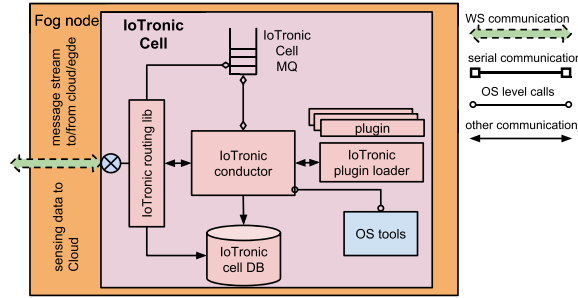 Fog node
IoTronic
Cell
IoTronic
Cell
MQ
message stream
to/from cloud/egde
sensing data to
Cloud
IoTronic routing lib
IoTronic
conductor
plugin
IoTronic
plugin loader
OS tools
IoTronic
cell DB
WS communication
serial communication
OS level calls
other communication